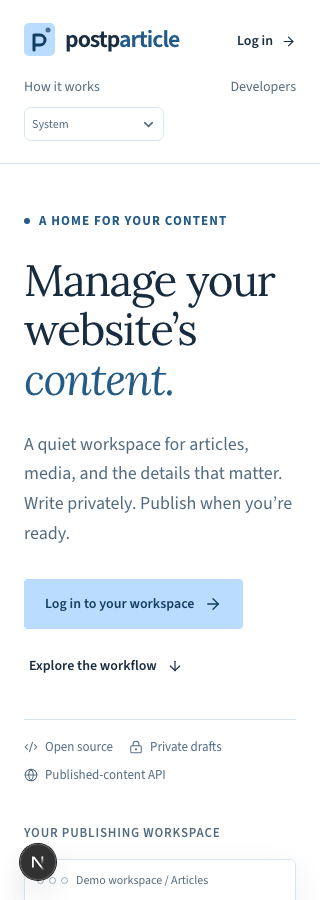 postparticle
Log in
How it works
Developers
System
A HOME FOR YOUR CONTENT
Manage your
website’s
content.
A quiet workspace for articles,
media, and the details that matter.
Write privately. Publish when you’re
ready.
Log in to your workspace
Explore the workflow
Open source
Private drafts
Published-content API
YOUR PUBLISHING WORKSPACE
N
Demo workspace / Articles